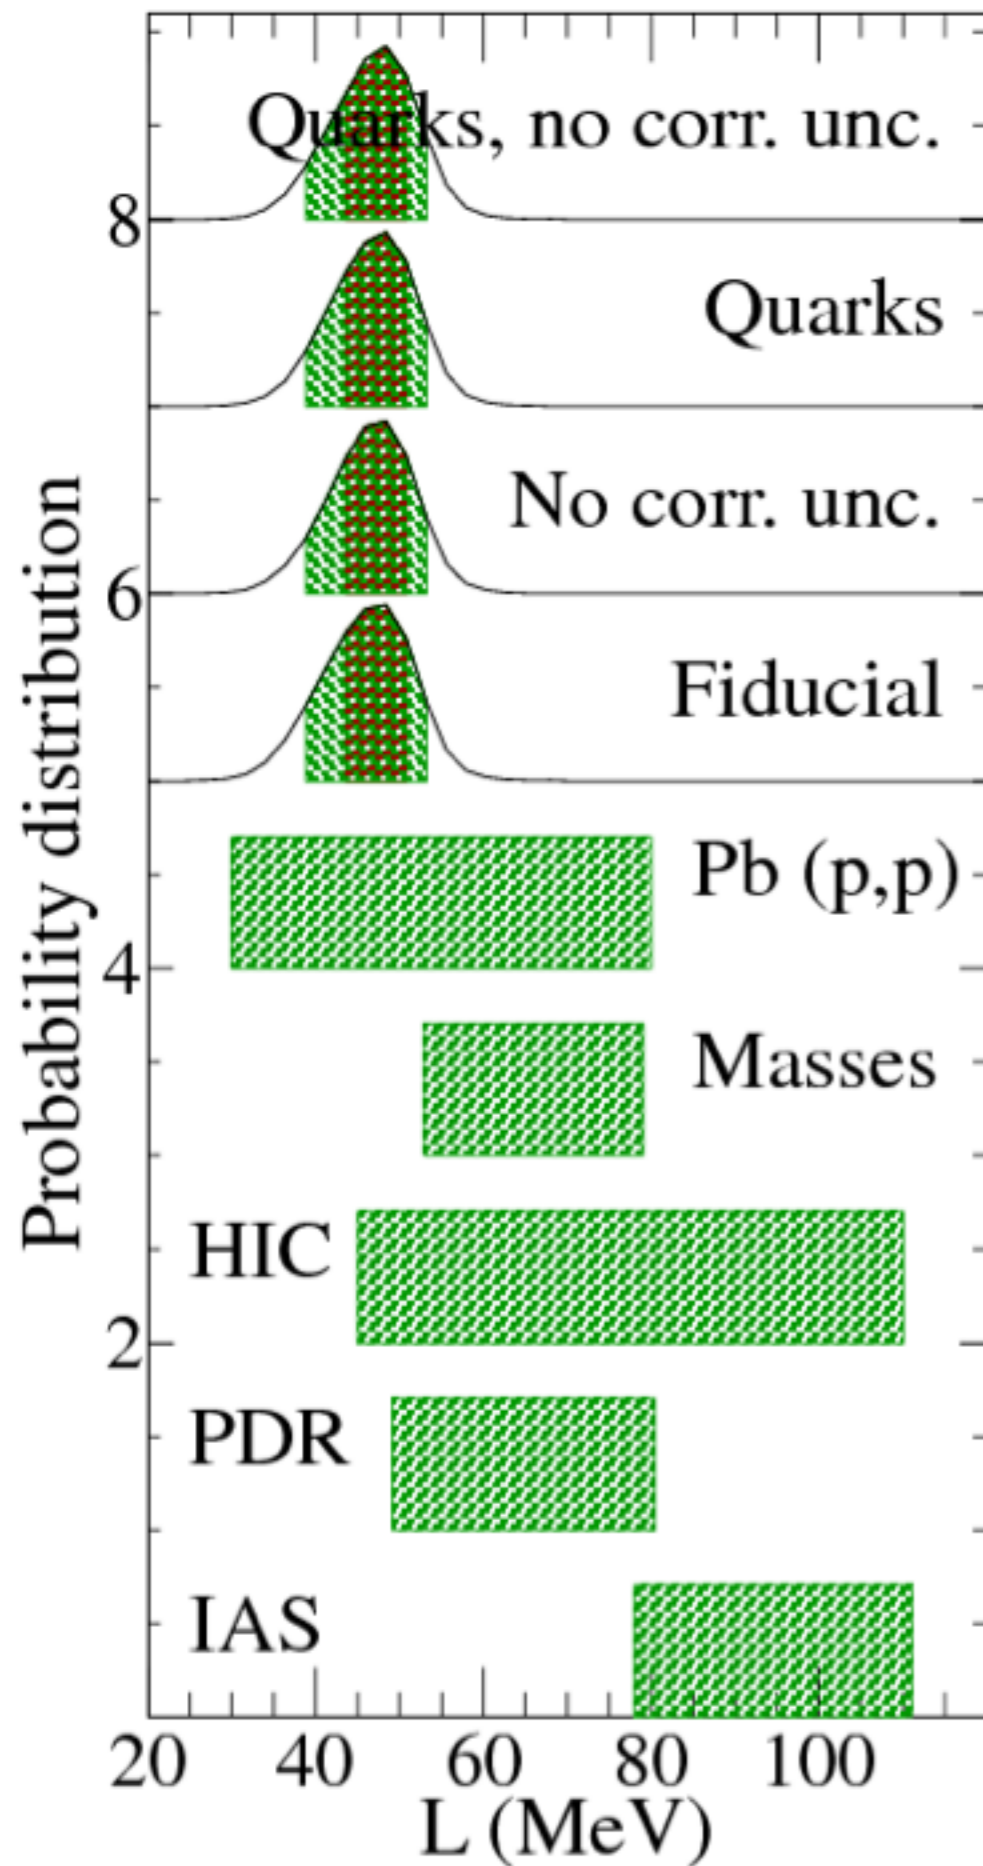 Quarks, no corr. unc.
8
Quarks
No corr. unc.
6
Fiducial
Pb (p,p)
4
Masses
HIC
2
PDR
IAS
20 40 60 80 100
L (MeV)
Probability distribution